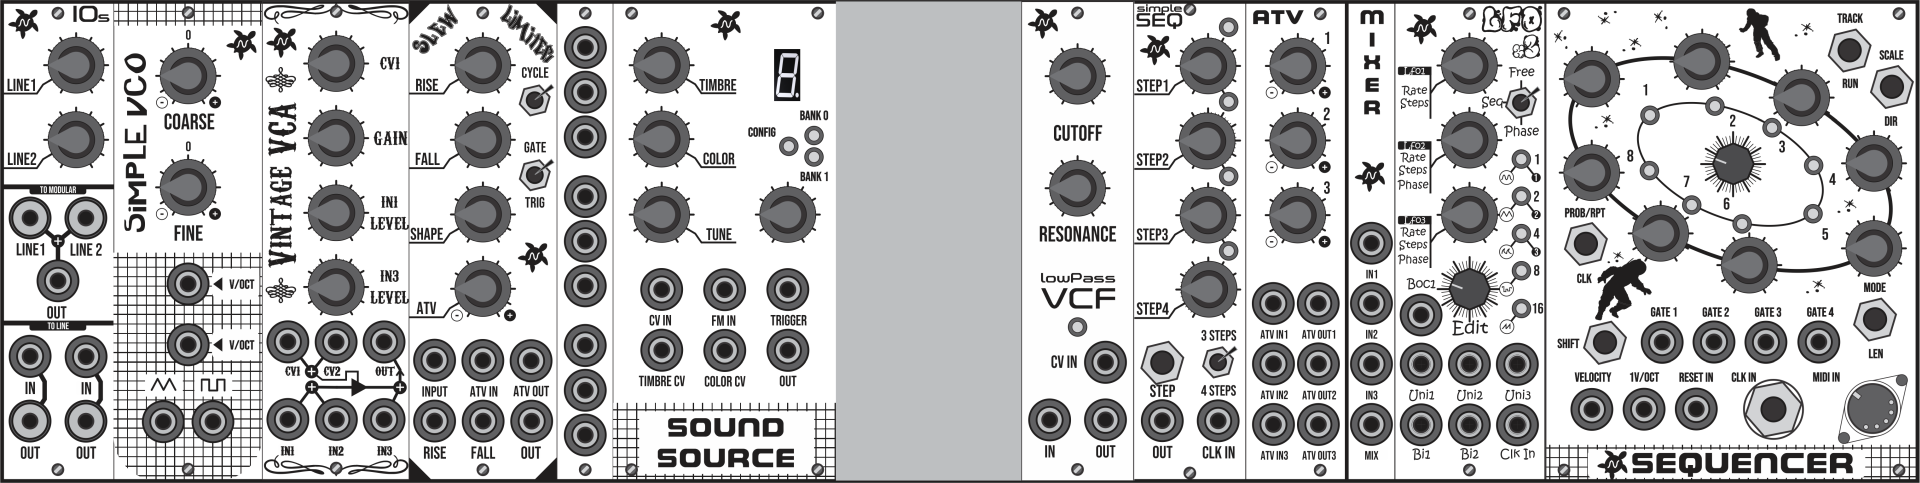 IOs
LINE1
LINE2
TO MODULAR
LINE1 LINE 2
OUT
TO LINE
IN IN
OUT OUT
SiMPLE VCO
0
- +
COARSE
0
- +
FINE
V/OCT
V/OCT
VINTAGE VCA
CV1
GAIN
IN1
LEVEL
IN3
LEVEL
CV1 CV2 OUT
IN1 IN2 IN3
SLEW LiMiTER
RISE
CYCLE
FALL
GATE
TRIG
SHAPE
ATV
- +
INPUT ATV IN ATV OUT
RISE FALL OUT
TIMBRE
8.
COLOR
CONFIG
BANK 0
BANK 1
TUNE
CV IN FM IN TRIGGER
TIMBRE CV COLOR CV OUT
SOUND
SOURCE
CUTOFF
RESONANCE
lowPass
VCF
CV IN
IN OUT
simple
SEQ
STEP1
STEP2
STEP3
STEP4
3 STEPS
STEP
4 STEPS
OUT CLK IN
ATV
1
- +
2
- +
3
- +
ATV IN1 ATV OUT1
ATV IN2 ATV OUT2
ATV IN3 ATV OUT3
MIXER
IN1
IN2
IN3
MIX
LFO1
Rate
Steps
Free
Seq
Phase
LFO2
Rate
Steps
Phase
1
1
2
2
LFO3
Rate
Steps
Phase
4
3
8
Boc1
16
Edit
Uni1 Uni2 Uni3
Bi1 Bi2 Clk In
TRACK
RUN
SCALE
DIR
1
2
3
4
5
6
7
8
PROB/RPT
CLK
MODE
SHIFT
GATE 1 GATE 2 GATE 3 GATE 4
LEN
VELOCITY 1V/OCT RESET IN CLK IN MIDI IN
SEQUENCER